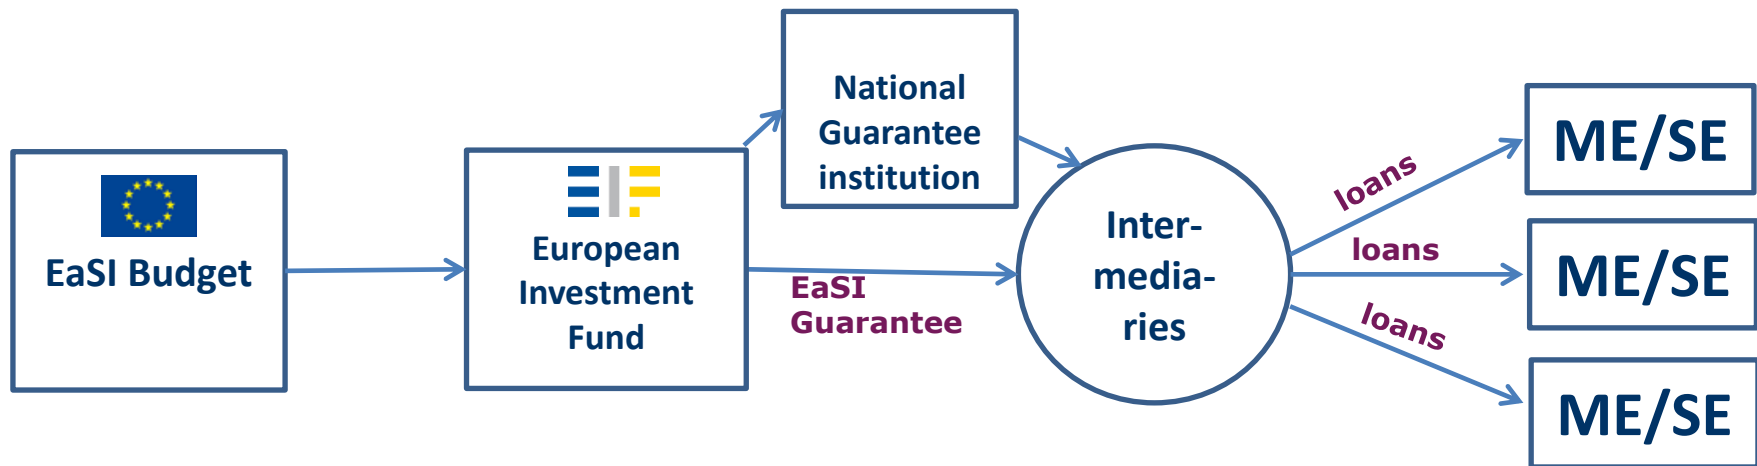 EaSI Budget
EIF
European
Investment
Fund
National
Guarantee
institution
EaSI
Guarantee
Inter-
media-
ries
loans
loans
loans
ME/SE
ME/SE
ME/SE